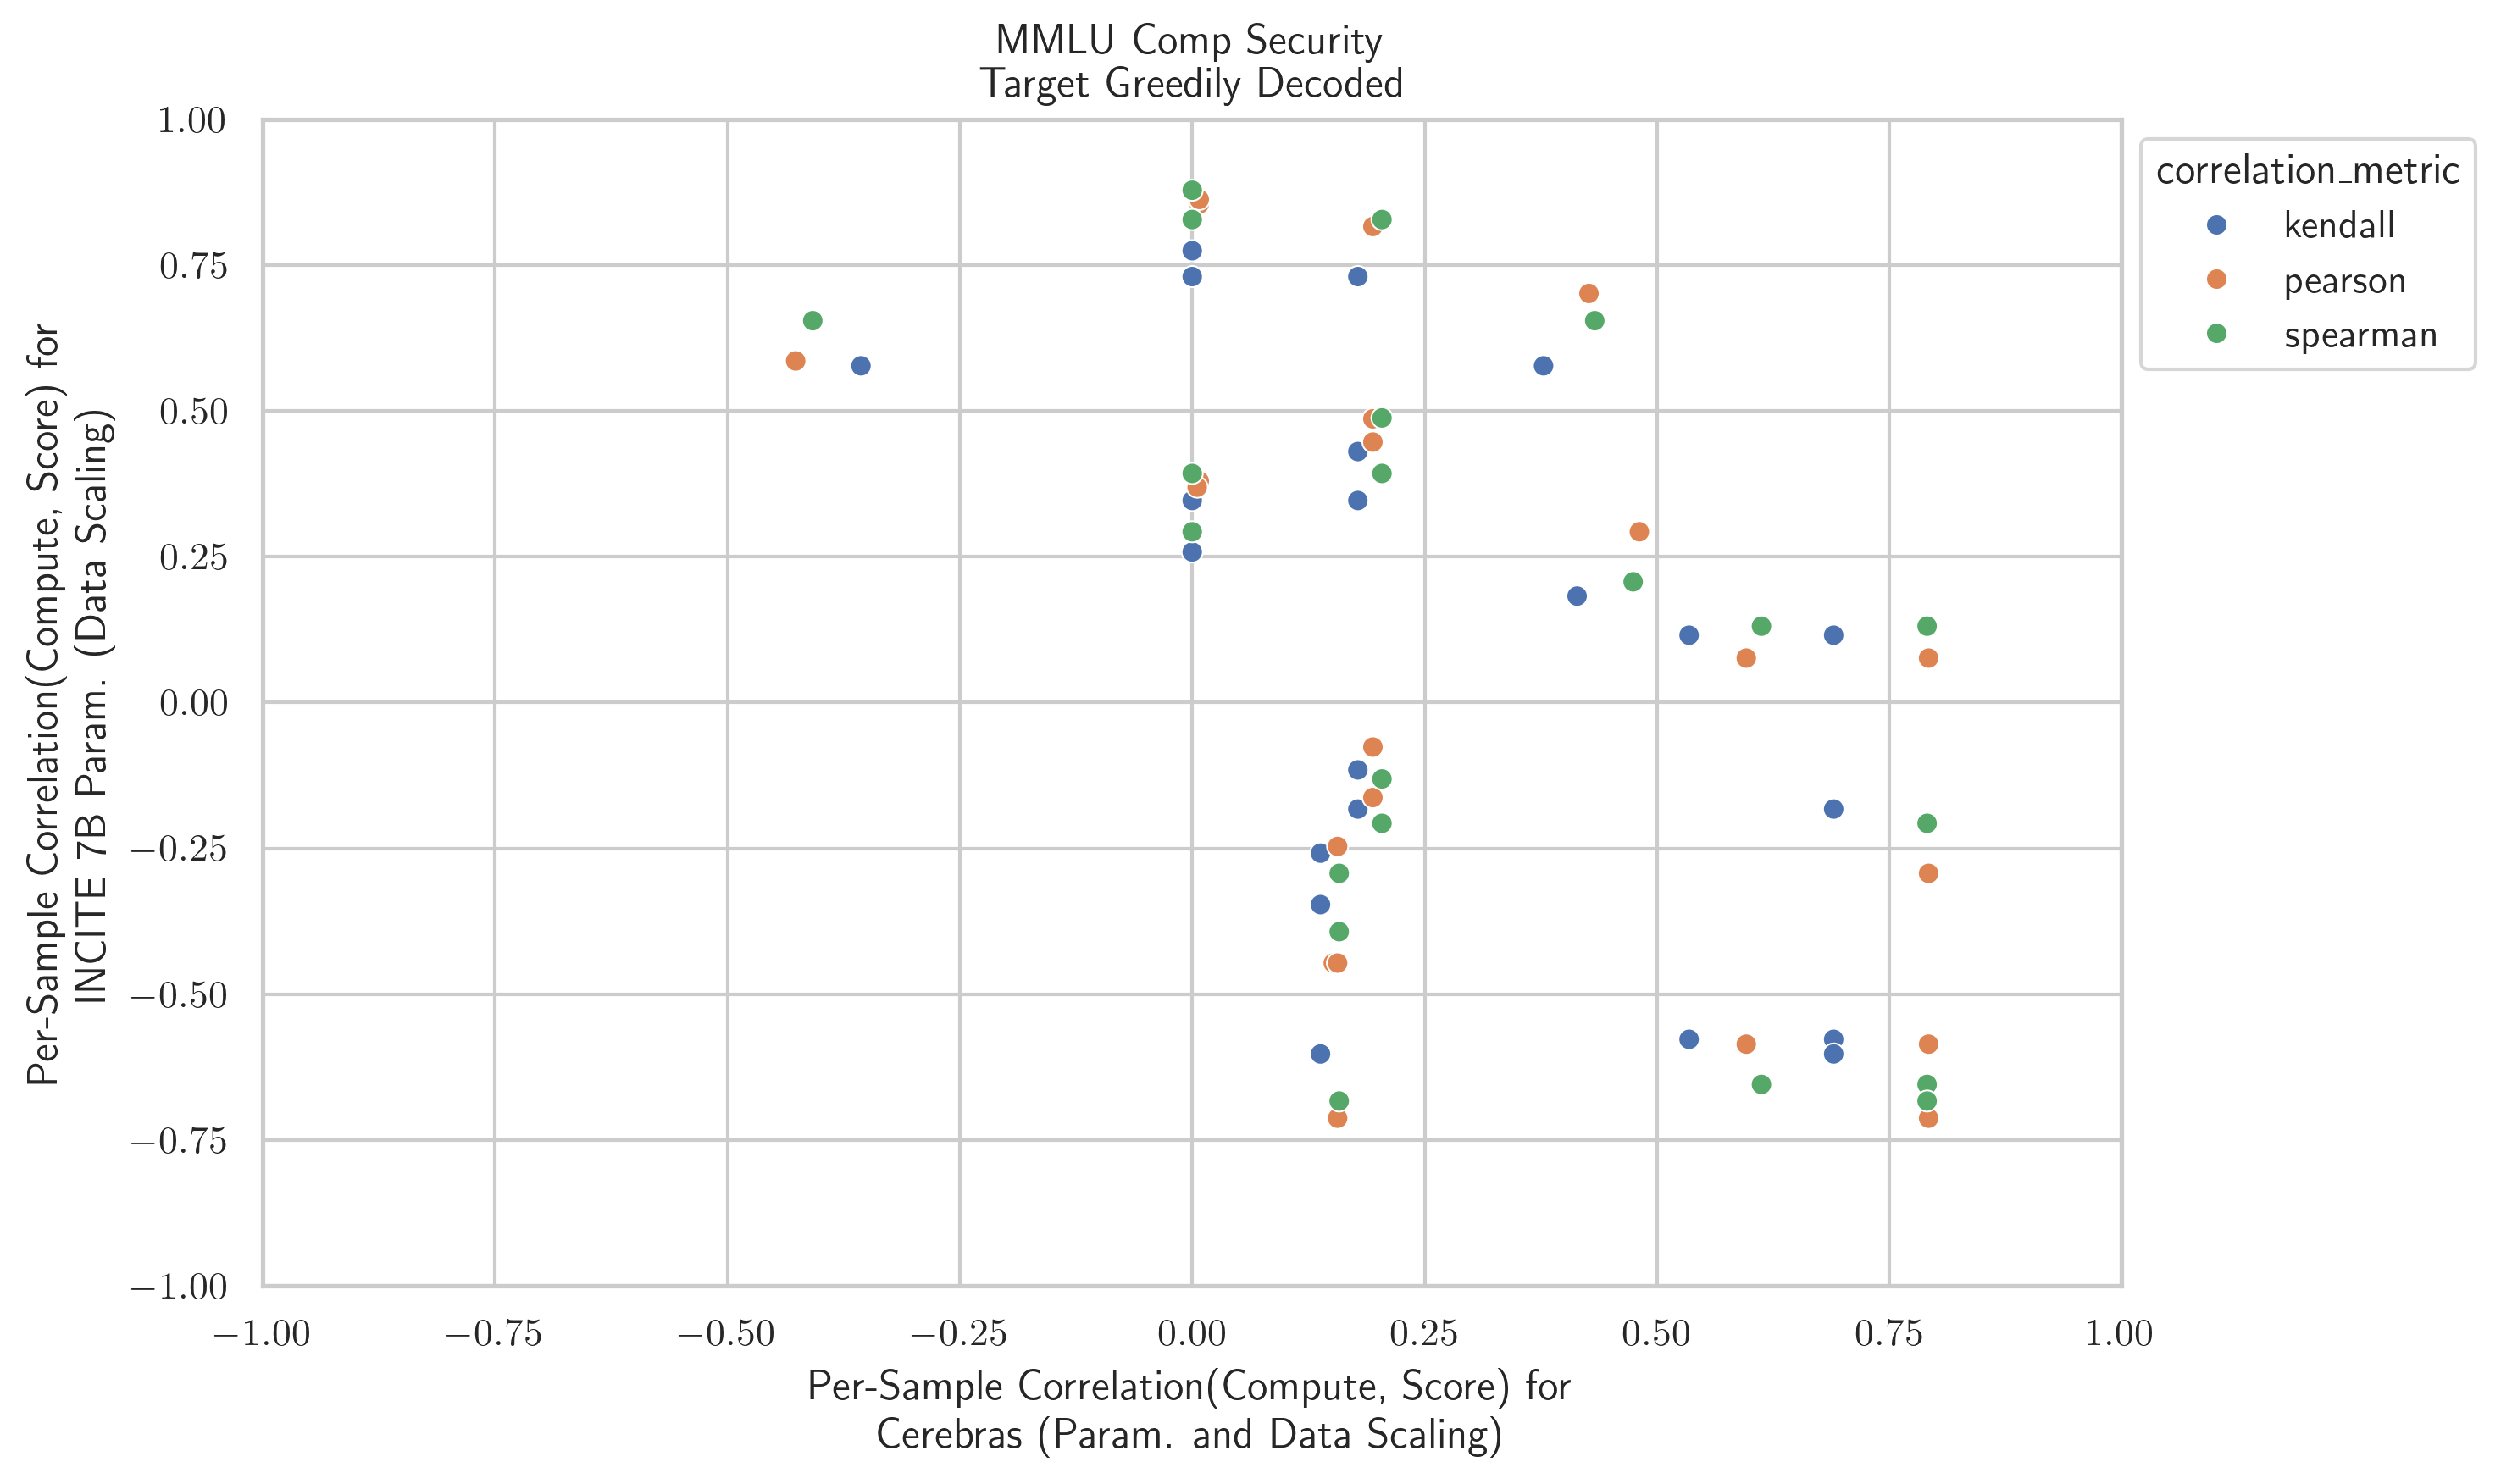 MMLU Comp Security
Target Greedily Decoded
Per-Sample Correlation(Compute, Score) for
INCITE 7B Param. (Data Scaling)
1.00
0.75
0.50
0.25
0.00
−0.25
−0.50
−0.75
−1.00
−1.00 −0.75 −0.50 −0.25 0.00 0.25 0.50 0.75 1.00
Per-Sample Correlation(Compute, Score) for
Cerebras (Param. and Data Scaling)
correlation_metric
kendall
pearson
spearman